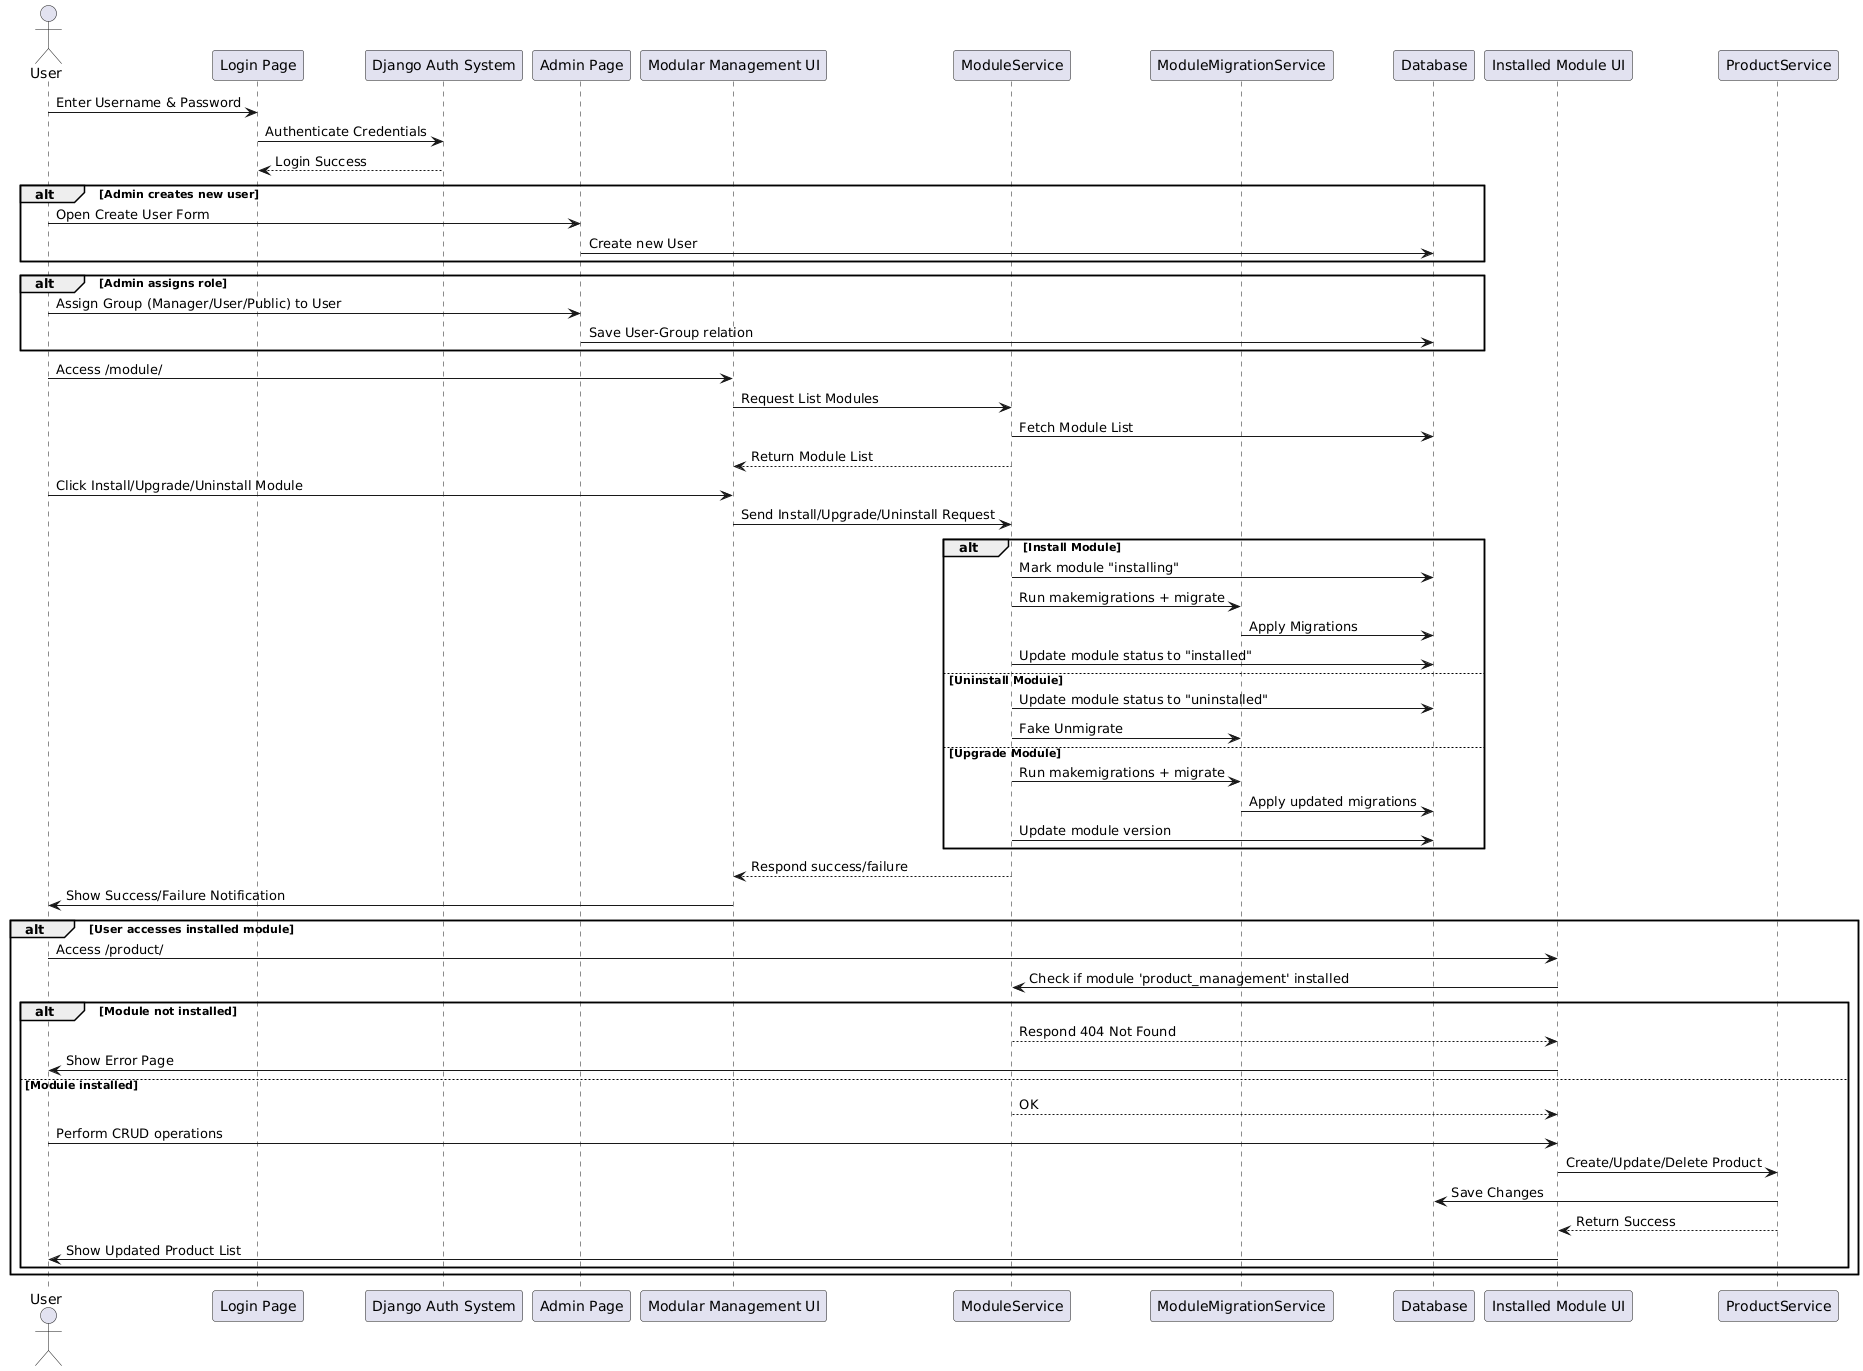 User
Login Page
Django Auth System
Admin Page
Modular Management UI
ModuleService
ModuleMigrationService
Database
Installed Module UI
ProductService
Enter Username & Password
Authenticate Credentials
Login Success
alt [Admin creates new user]
Open Create User Form
Create new User
alt [Admin assigns role]
Assign Group (Manager/User/Public) to User
Save User-Group relation
Access /module/
Request List Modules
Fetch Module List
Return Module List
Click Install/Upgrade/Uninstall Module
Send Install/Upgrade/Uninstall Request
alt [Install Module]
Mark module "installing"
Run makemigrations + migrate
Apply Migrations
Update module status to "installed"
[Uninstall Module]
Update module status to "uninstalled"
Fake Unmigrate
[Upgrade Module]
Run makemigrations + migrate
Apply updated migrations
Update module version
Respond success/failure
Show Success/Failure Notification
alt [User accesses installed module]
Access /product/
Check if module 'product_management' installed
alt [Module not installed]
Respond 404 Not Found
Show Error Page
[Module installed]
OK
Perform CRUD operations
Create/Update/Delete Product
Save Changes
Return Success
Show Updated Product List
User
Login Page
Django Auth System
Admin Page
Modular Management UI
ModuleService
ModuleMigrationService
Database
Installed Module UI
ProductService